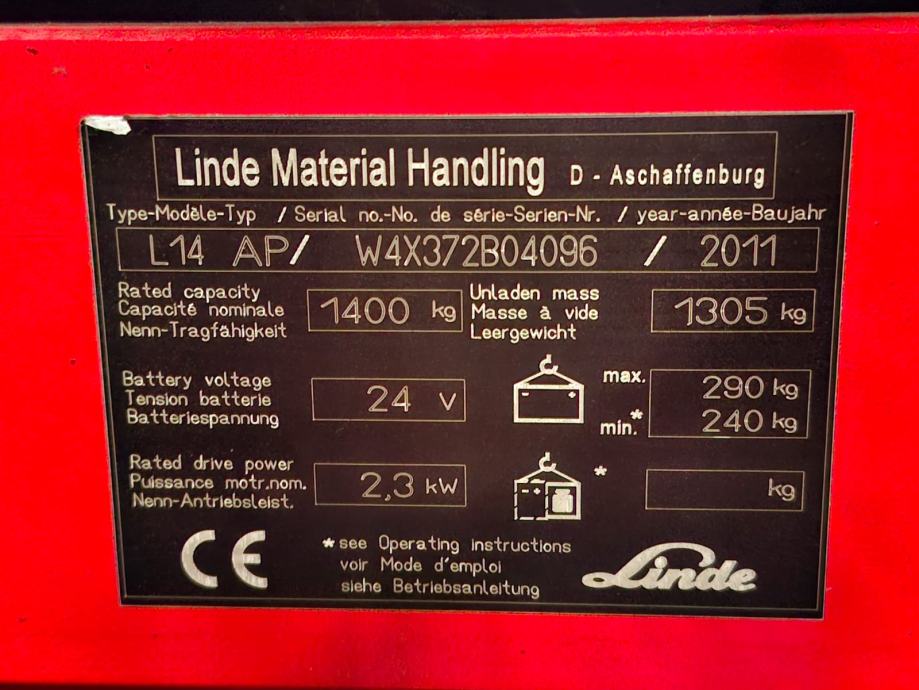 Linde Material Handling D - Aschaffenburg
Type-Modèle-Typ / Serial no.-No. de série-Serien-Nr. / year-année-Baujahr
L14 AP/ W4X372B04096 / 2011
Rated capacity
Capacité nominale
Nenn-Tragfähigkeit
1400 kg
Unladen mass
Masse à vide
Leergewicht
1305 kg
Battery voltage
Tension batterie
Batteriespannung
24 V
max. 290 kg
min.* 240 kg
Rated drive power
Puissance motr.nom.
Nenn-Antriebsleist.
2,3 kW
* kg
CE
* see Operating instructions
voir Mode d'emploi
siehe Betriebsanleitung
Linde